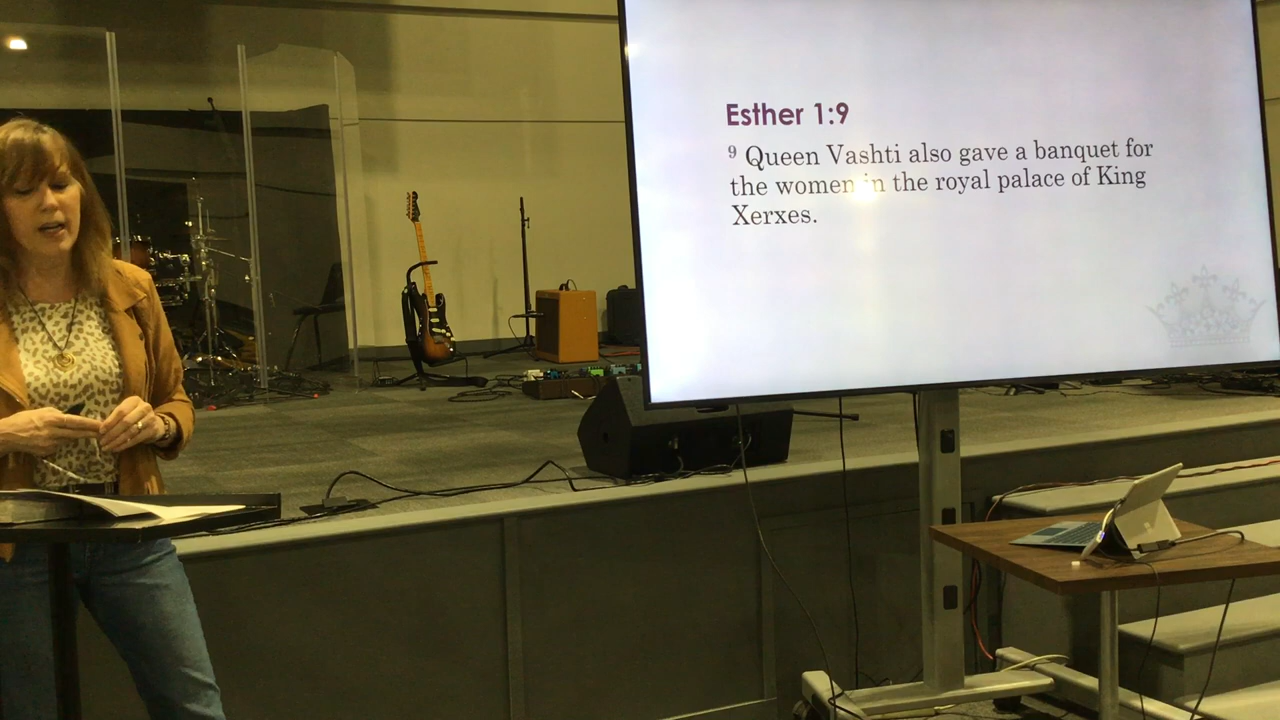 Esther 1:9
9 Queen Vashti also gave a banquet for
the women in the royal palace of King
Xerxes.